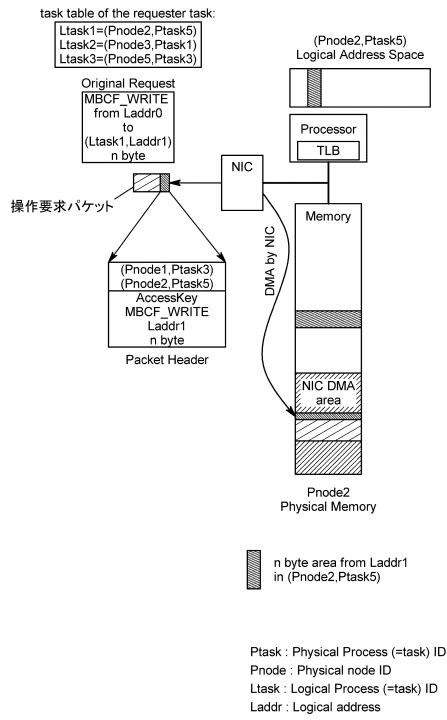 task table of the requester task:
Ltask1=(Pnode2,Ptask5)
Ltask2=(Pnode3,Ptask1)
Ltask3=(Pnode5,Ptask3)
Original Request
MBCF_WRITE
from Laddr0
to
(Ltask1,Laddr1)
n byte
(Pnode2,Ptask5)
Logical Address Space
Processor
TLB
NIC
操作要求パケット
Memory
DMA by NIC
(Pnode1,Ptask3)
(Pnode2,Ptask5)
AccessKey
MBCF_WRITE
Laddr1
n byte
Packet Header
NIC DMA
area
Pnode2
Physical Memory
n byte area from Laddr1
in (Pnode2,Ptask5)
Ptask : Physical Process (=task) ID
Pnode : Physical node ID
Ltask : Logical Process (=task) ID
Laddr : Logical address